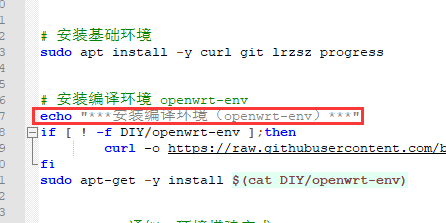 # 安装基础环境
sudo apt install -y curl git lrzsz progress
# 安装编译环境 openwrt-env
echo "***安装编译环境（openwrt-env）***"
if [ ! -f DIY/openwrt-env ];then
curl -o https://raw.githubusercontent.com/b
fi
sudo apt-get -y install $(cat DIY/openwrt-env)